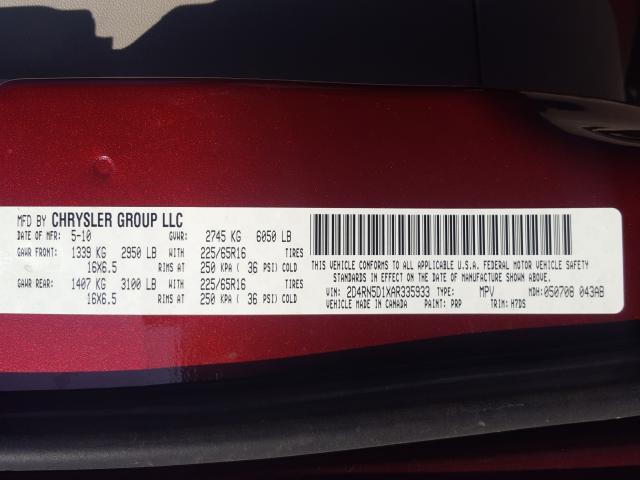 MFD BY CHRYSLER GROUP LLC
DATE OF MFR: 5-10 GVWR: 2745 KG 6050 LB
GAWR FRONT: 1339 KG 2950 LB 225/65R16 TIRES
16X6.5 RIMS AT 250 KPA ( 36 PSI) COLD
GAWR REAR: 1407 KG 3100 LB 225/65R16 TIRES
16X6.5 RIMS AT 250 KPA ( 36 PSI) COLD
THIS VEHICLE CONFORMS TO ALL APPLICABLE U.S.A. FEDERAL MOTOR VEHICLE SAFETY
STANDARDS IN EFFECT ON THE DATE OF MANUFACTURE SHOWN ABOVE.
VIN: 2D4RN5D1XAR335933 TYPE: MPV MDH: 050708 043AB
VEHICLE MADE IN CANADA PAINT: PRP TRIM: H7DS